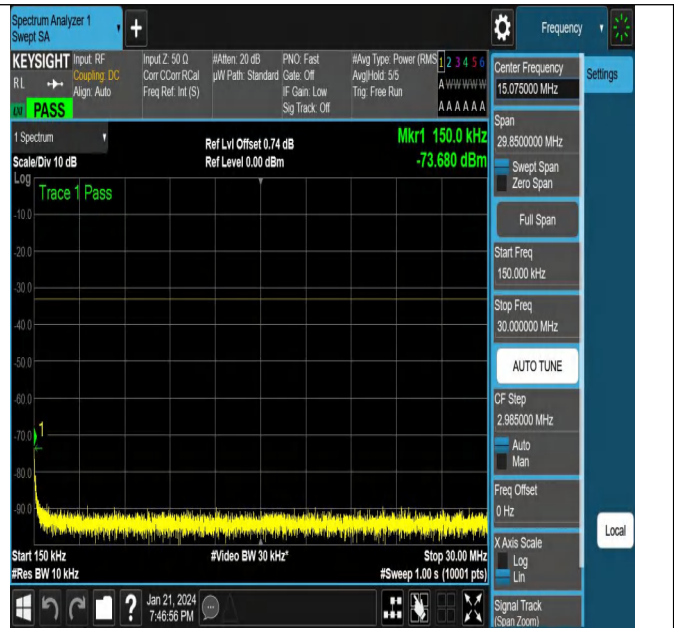 Spectrum Analyzer 1
Swept SA
Frequency
KEYSIGHT
RL
PASS
Input: RF
Coupling: DC
Align: Auto
Input Z: 50 Ω
Corr CCorr RCal
Freq Ref: Int (S)
#Atten: 20 dB
µW Path: Standard
PNO: Fast
Gate: Off
IF Gain: Low
Sig Track: Off
#Avg Type: Power (RMS
Avg|Hold: 5/5
Trig: Free Run
1 2 3 4 5 6
A W W W W W
A A A A A A
1 Spectrum
Scale/Div 10 dB
Log
Ref Lvl Offset 0.74 dB
Ref Level 0.00 dBm
Mkr1 150.0 kHz
-73.680 dBm
Trace 1 Pass
-10.0
-20.0
-30.0
-40.0
-50.0
-60.0
-70.0
-80.0
-90.0
1
Start 150 kHz
#Res BW 10 kHz
#Video BW 30 kHz*
Stop 30.00 MHz
#Sweep 1.00 s (10001 pts)
Jan 21, 2024
7:46:56 PM
Center Frequency
15.075000 MHz
Settings
Span
29.8500000 MHz
Swept Span
Zero Span
Full Span
Start Freq
150.000 kHz
Stop Freq
30.000000 MHz
AUTO TUNE
CF Step
2.985000 MHz
Auto
Man
Freq Offset
0 Hz
X Axis Scale
Log
Lin
Local
Signal Track
(Span Zoom)